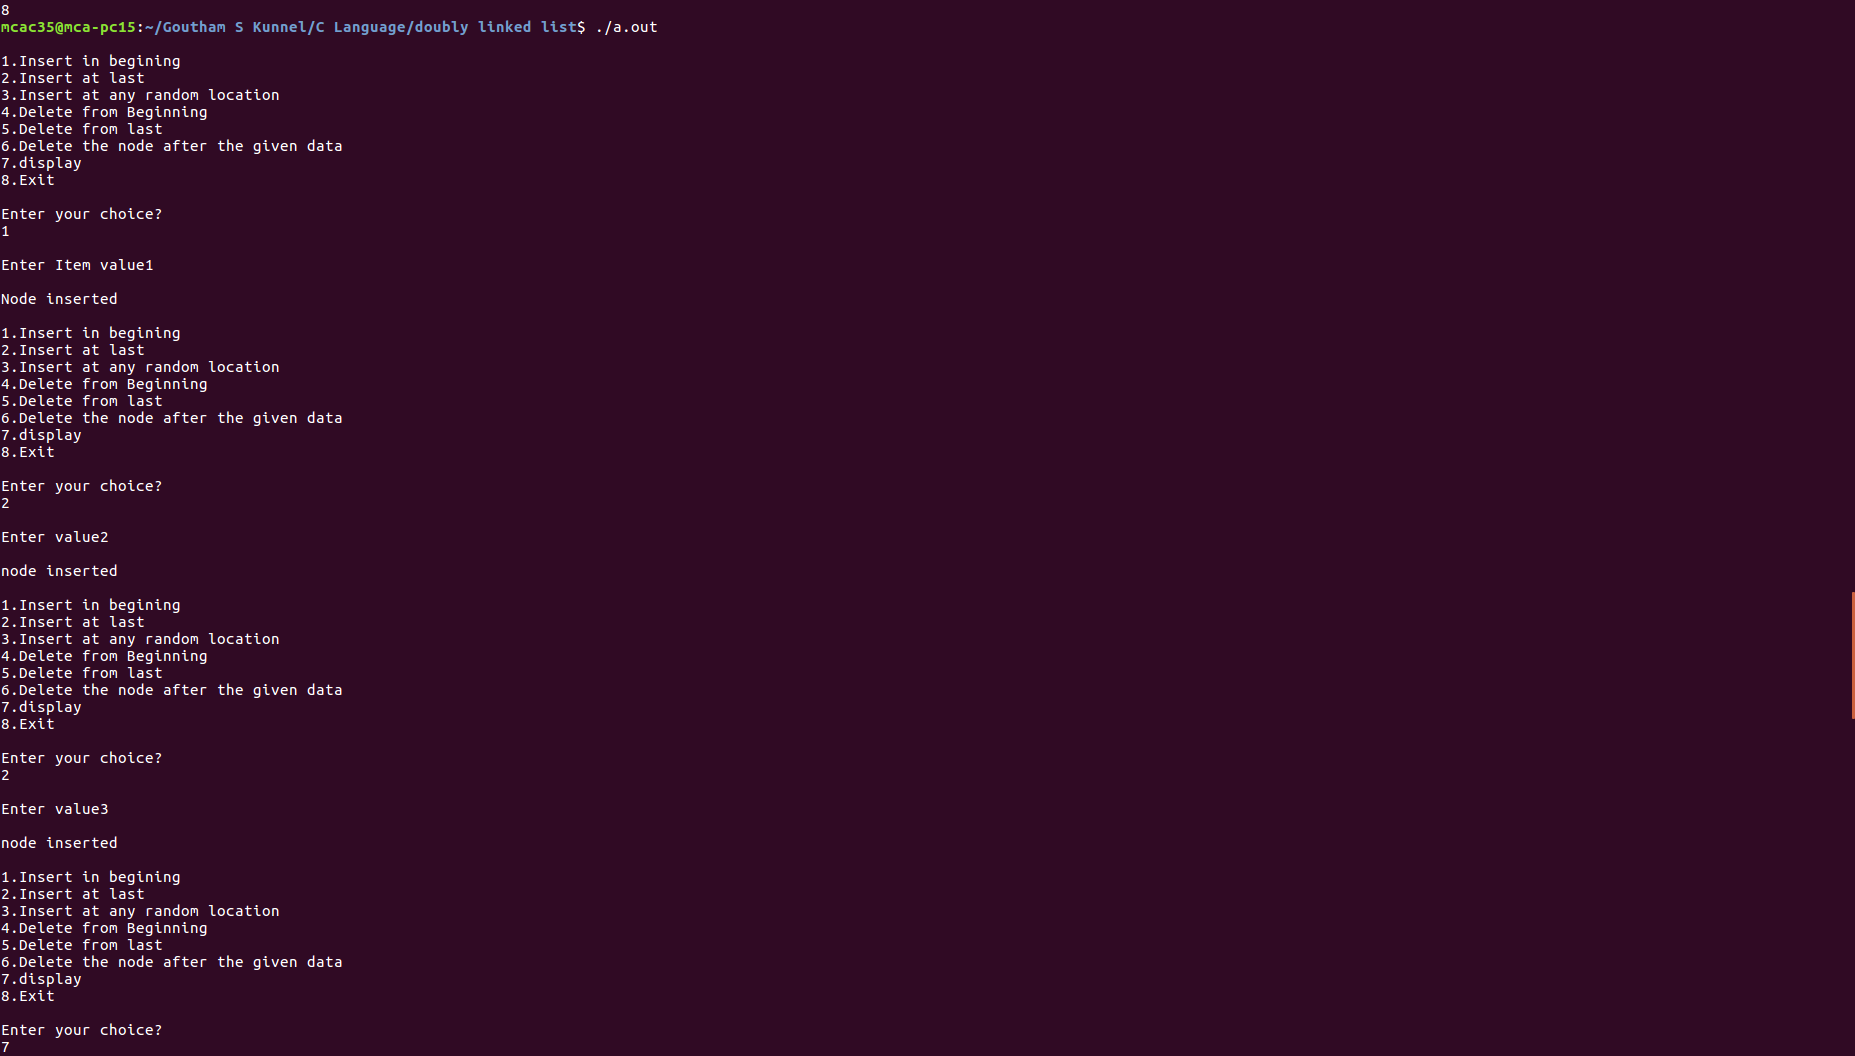 8
mcac35@mca-pc15:~/Goutham S Kunnel/C Language/doubly linked list$ ./a.out
1.Insert in begining
2.Insert at last
3.Insert at any random location
4.Delete from Beginning
5.Delete from last
6.Delete the node after the given data
7.display
8.Exit
Enter your choice?
1
Enter Item value1
Node inserted
1.Insert in begining
2.Insert at last
3.Insert at any random location
4.Delete from Beginning
5.Delete from last
6.Delete the node after the given data
7.display
8.Exit
Enter your choice?
2
Enter value2
node inserted
1.Insert in begining
2.Insert at last
3.Insert at any random location
4.Delete from Beginning
5.Delete from last
6.Delete the node after the given data
7.display
8.Exit
Enter your choice?
2
Enter value3
node inserted
1.Insert in begining
2.Insert at last
3.Insert at any random location
4.Delete from Beginning
5.Delete from last
6.Delete the node after the given data
7.display
8.Exit
Enter your choice?
7